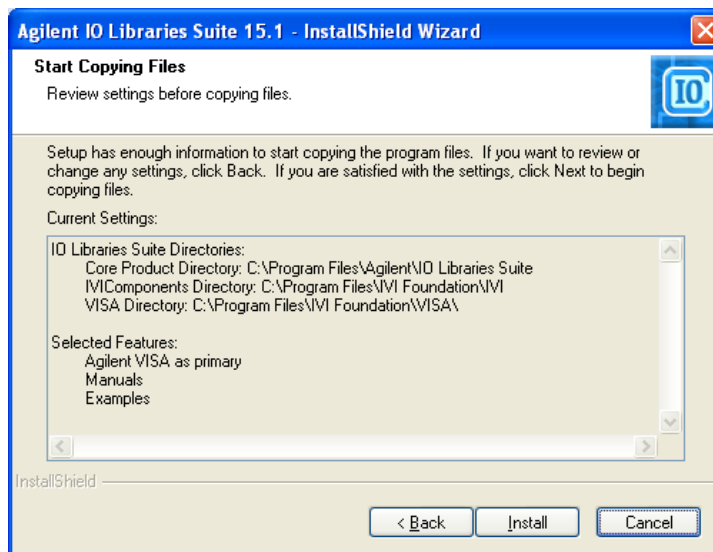 Agilent IO Libraries Suite 15.1 - InstallShield Wizard
Start Copying Files
Review settings before copying files.
IO
Setup has enough information to start copying the program files. If you want to review or
change any settings, click Back. If you are satisfied with the settings, click Next to begin
copying files.
Current Settings:
IO Libraries Suite Directories:
Core Product Directory: C:\Program Files\Agilent\IO Libraries Suite
IVIComponents Directory: C:\Program Files\IVI Foundation\IVI
VISA Directory: C:\Program Files\IVI Foundation\VISA\
Selected Features:
Agilent VISA as primary
Manuals
Examples
InstallShield
< Back Install Cancel